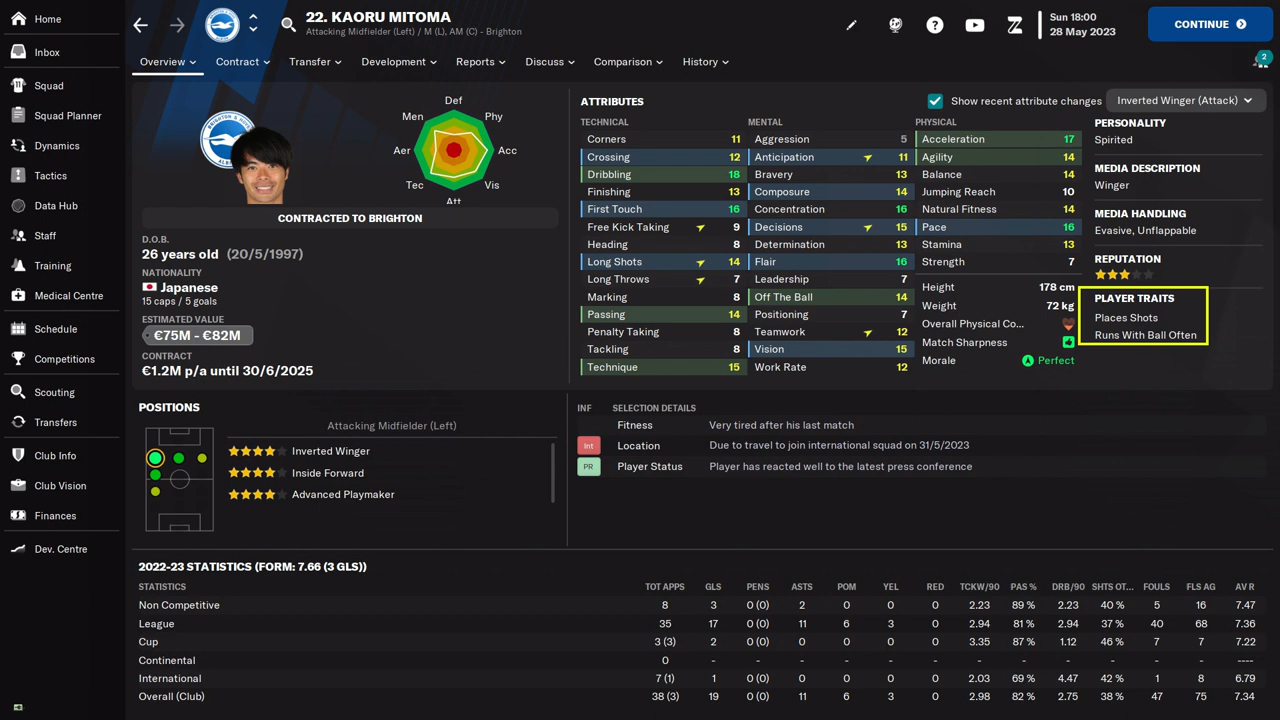 Home
Inbox
Squad
Squad Planner
Dynamics
Tactics
Data Hub
Staff
Training
Medical Centre
Schedule
Competitions
Scouting
Transfers
Club Info
Club Vision
Finances
Dev. Centre
22. KAORU MITOMA
Attacking Midfielder (Left) / M (L), AM (C) - Brighton
Sun 18:00
28 May 2023
CONTINUE
Overview Contract Transfer Development Reports Discuss Comparison History
2
Def
Phy
Acc
Vis
Att
Tec
Aer
Men
CONTRACTED TO BRIGHTON
D.O.B.
26 years old (20/5/1997)
NATIONALITY
Japanese
15 caps / 5 goals
ESTIMATED VALUE
€75M - €82M
CONTRACT
€1.2M p/a until 30/6/2025
ATTRIBUTES
Show recent attribute changes
Inverted Winger (Attack)
TECHNICAL
Corners 11
Crossing 12
Dribbling 18
Finishing 13
First Touch 16
Free Kick Taking 9
Heading 8
Long Shots 14
Long Throws 7
Marking 8
Passing 14
Penalty Taking 8
Tackling 8
Technique 15
MENTAL
Aggression 5
Anticipation 11
Bravery 13
Composure 14
Concentration 16
Decisions 15
Determination 13
Flair 16
Leadership 7
Off The Ball 14
Positioning 7
Teamwork 12
Vision 15
Work Rate 12
PHYSICAL
Acceleration 17
Agility 14
Balance 14
Jumping Reach 10
Natural Fitness 14
Pace 16
Stamina 13
Strength 7
Height 178 cm
Weight 72 kg
Overall Physical Co...
Match Sharpness
Morale Perfect
PERSONALITY
Spirited
MEDIA DESCRIPTION
Winger
MEDIA HANDLING
Evasive, Unflappable
REPUTATION
PLAYER TRAITS
Places Shots
Runs With Ball Often
POSITIONS
Attacking Midfielder (Left)
Inverted Winger
Inside Forward
Advanced Playmaker
INF SELECTION DETAILS
Fitness Very tired after his last match
Int Location Due to travel to join international squad on 31/5/2023
PR Player Status Player has reacted well to the latest press conference
2022-23 STATISTICS (FORM: 7.66 (3 GLS))
STATISTICS TOT APPS GLS PENS ASTS POM YEL RED TCKW/90 PAS % DRB/90 SHTS OT... FOULS FLS AG AV R
Non Competitive 8 3 0 (0) 2 0 0 0 2.23 89 % 2.23 40 % 5 16 7.47
League 35 17 0 (0) 11 6 3 0 2.94 81 % 2.94 37 % 40 68 7.36
Cup 3 (3) 2 0 (0) 0 0 0 0 3.35 87 % 1.12 46 % 7 7 7.22
Continental 0 - - - - - - - - - - - - ----
International 7 (1) 1 0 (0) 0 0 0 0 2.03 69 % 4.47 42 % 1 8 6.79
Overall (Club) 38 (3) 19 0 (0) 11 6 3 0 2.98 82 % 2.75 38 % 47 75 7.34